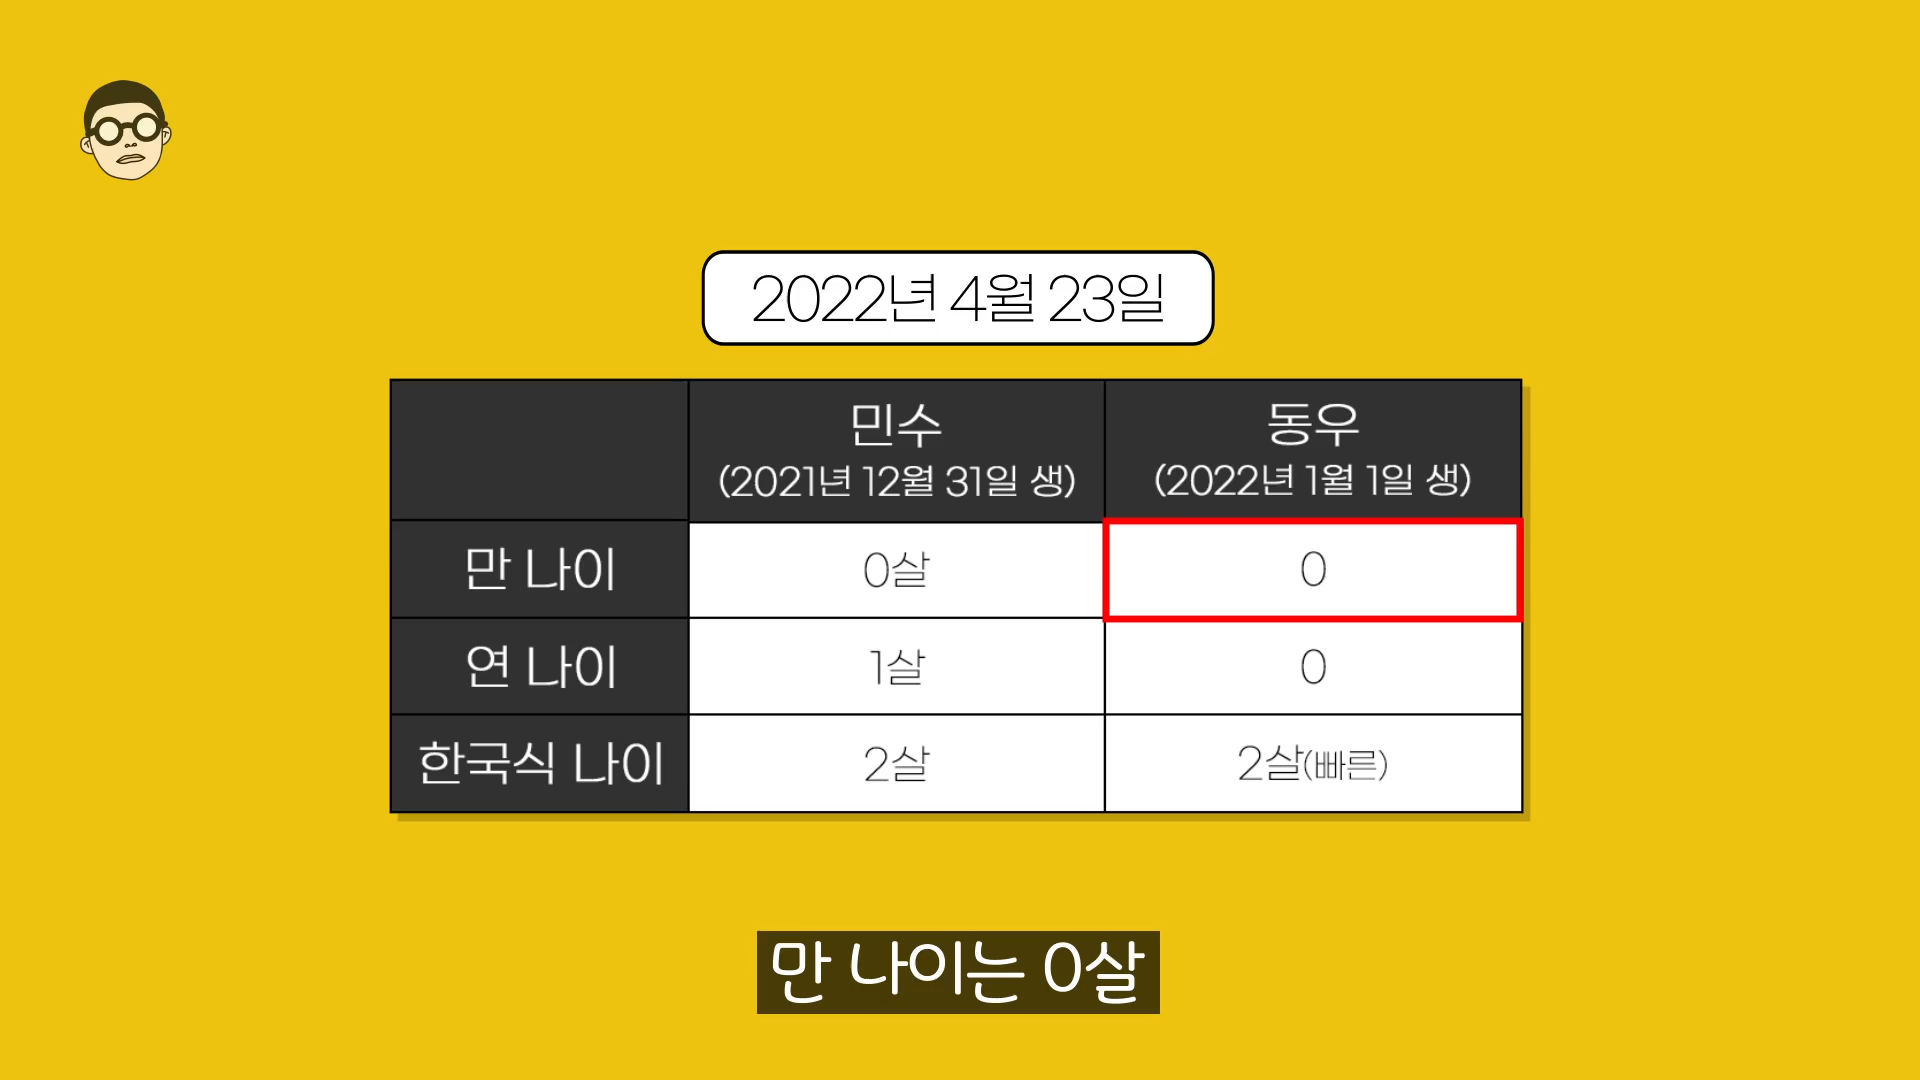 2022년 4월 23일
민수
(2021년 12월 31일 생)
동우
(2022년 1월 1일 생)
만 나이
0살
0
연 나이
1살
0
한국식 나이
2살
2살(빠른)
만 나이는 0살